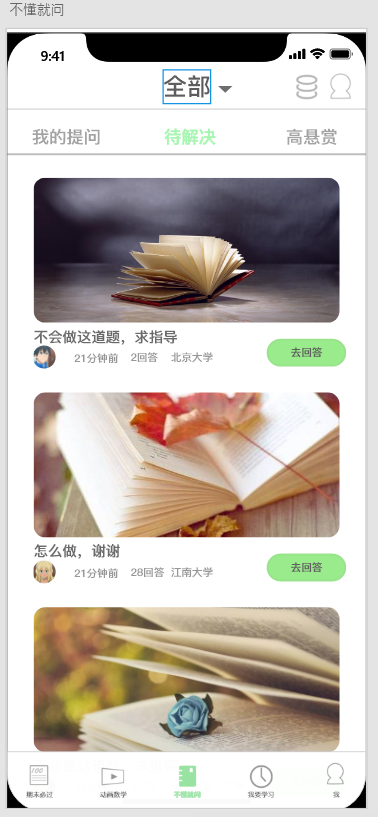 不懂就问
9:41
全部
我的提问 待解决 高悬赏
不会做这道题，求指导
21分钟前 2回答 北京大学
去回答
怎么做，谢谢
21分钟前 28回答 江南大学
去回答
100
期末必过 动画数学 不懂就问 我要学习 我